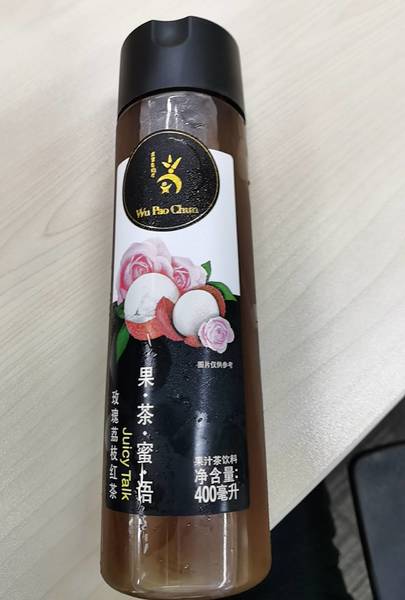 Wu Pao Chun
图片仅供参考
果·茶·蜜·语
Juicy Talk
玫瑰荔枝红茶
果汁茶饮料
净含量:
400毫升